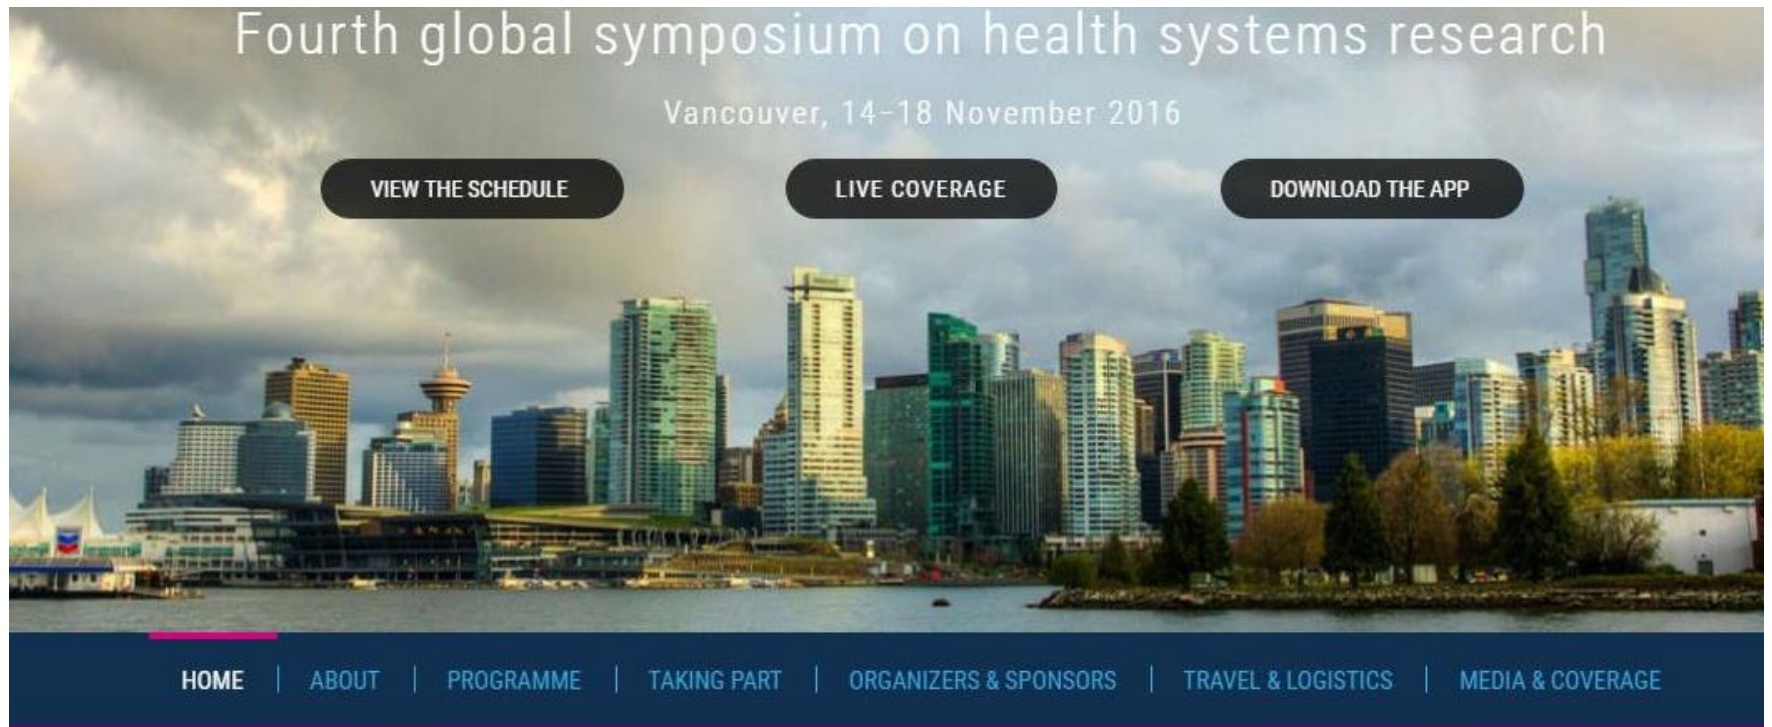 Fourth global symposium on health systems research
Vancouver, 14–18 November 2016
VIEW THE SCHEDULE
LIVE COVERAGE
DOWNLOAD THE APP
HOME | ABOUT | PROGRAMME | TAKING PART | ORGANIZERS & SPONSORS | TRAVEL & LOGISTICS | MEDIA & COVERAGE